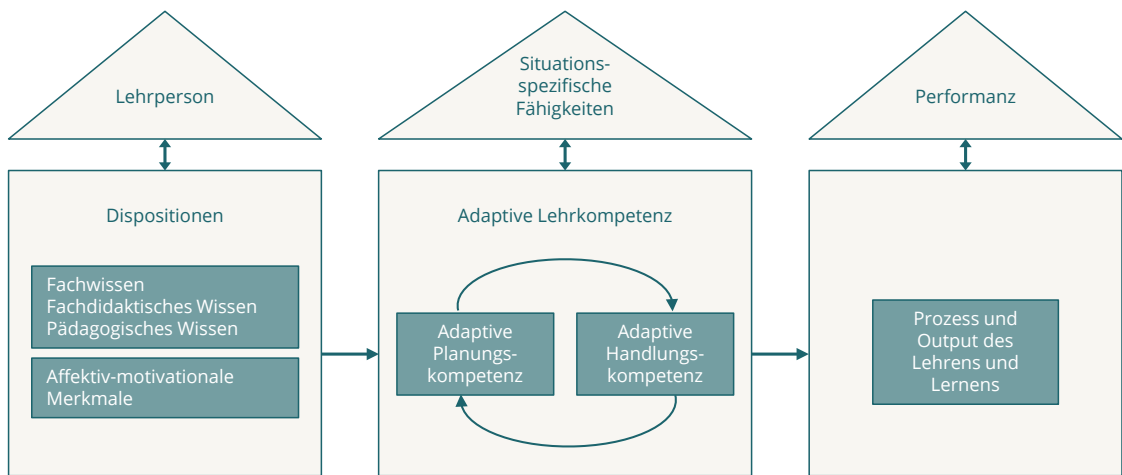 Lehrperson
Situations-
spezifische
Fähigkeiten
Performanz
Dispositionen
Fachwissen
Fachdidaktisches Wissen
Pädagogisches Wissen
Affektiv-motivationale
Merkmale
Adaptive Lehrkompetenz
Adaptive
Planungs-
kompetenz
Adaptive
Handlungs-
kompetenz
Prozess und
Output des
Lehrens und
Lernens